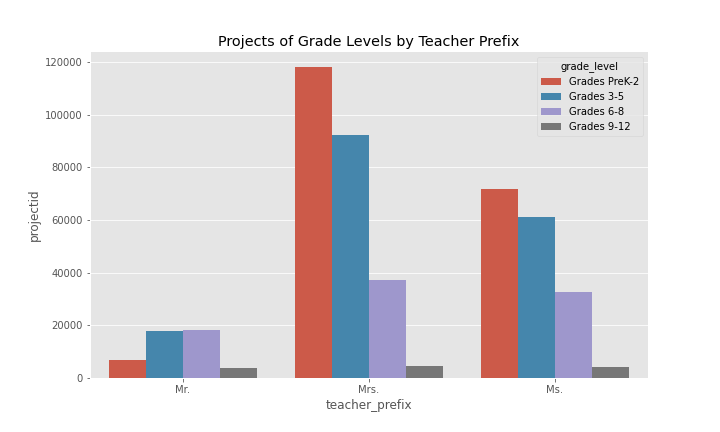 Projects of Grade Levels by Teacher Prefix
grade_level
Grades PreK-2
Grades 3-5
Grades 6-8
Grades 9-12
projectid
120000
100000
80000
60000
40000
20000
0
Mr.
Mrs.
Ms.
teacher_prefix